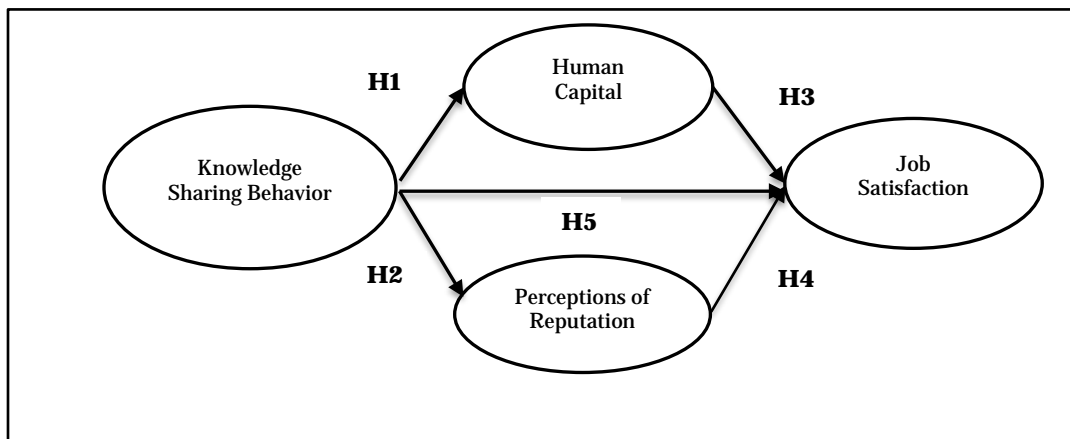 Human
Capital
H1
H3
Knowledge
Sharing Behavior
Job
Satisfaction
H5
H2
H4
Perceptions of
Reputation